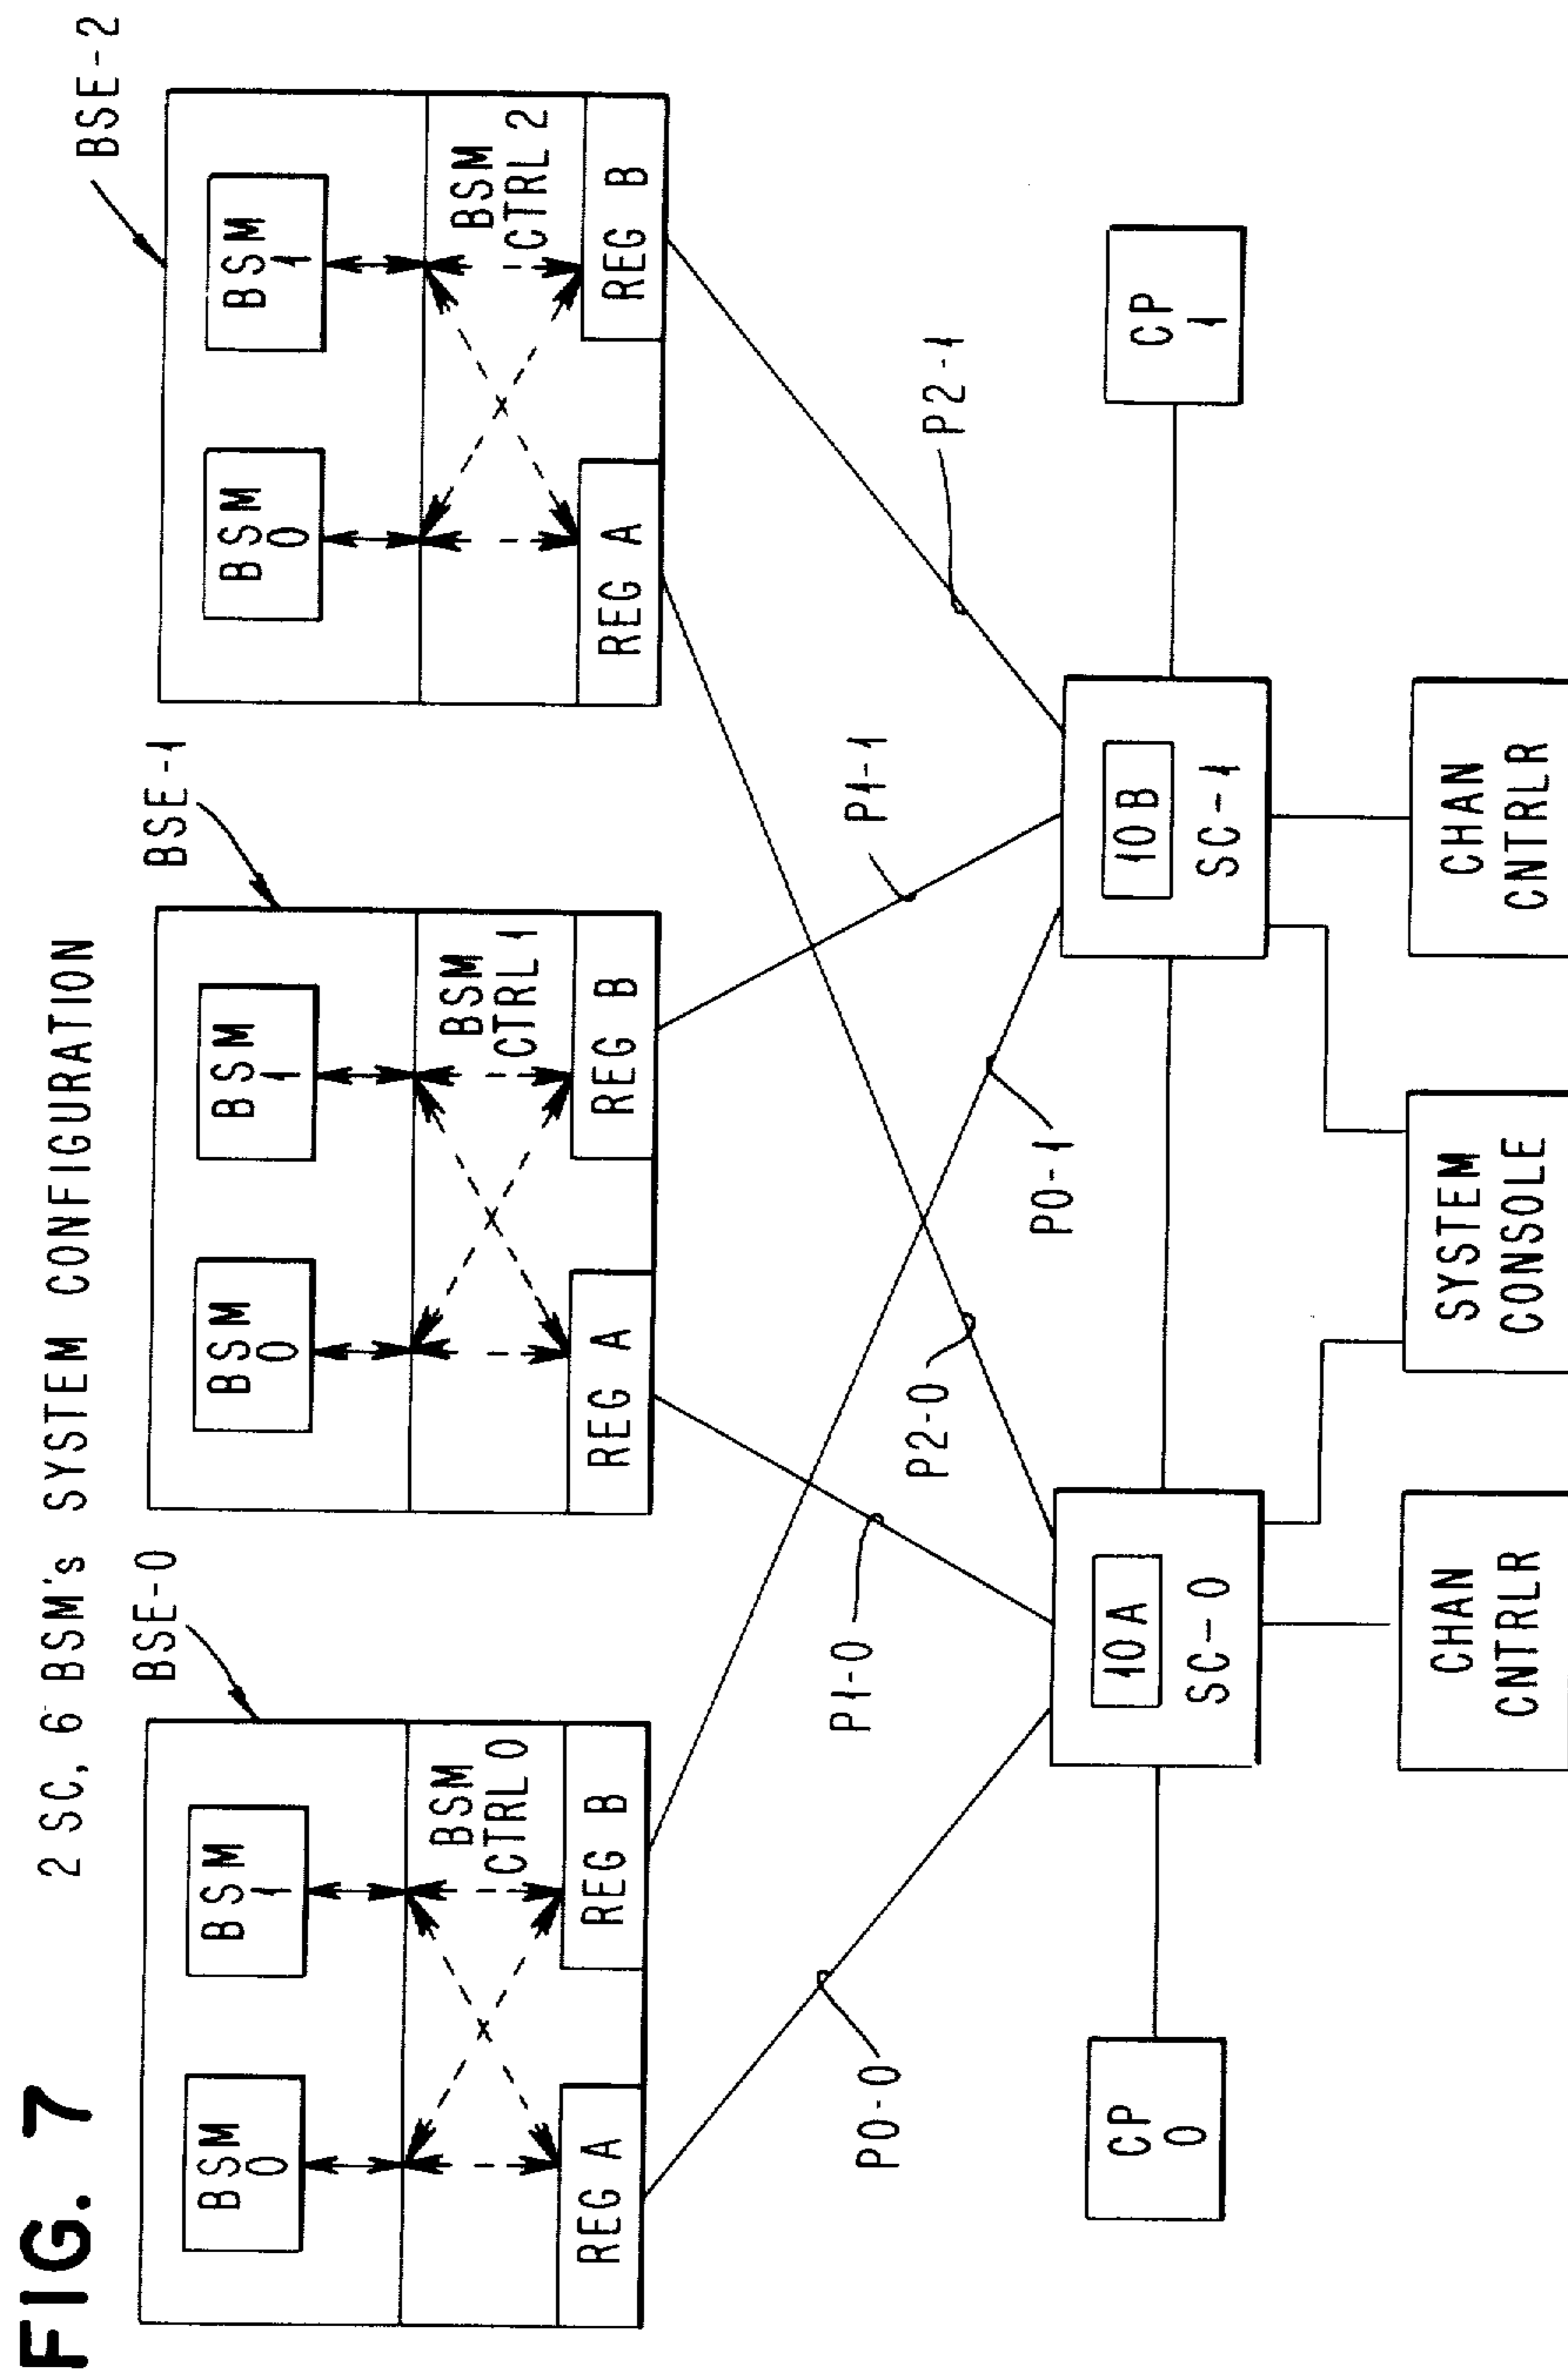 FIG. 7
2 SC, 6 BSM's SYSTEM CONFIGURATION
BSE-0
BSE-1
BSE-2
BSM
0
BSM
1
BSM
0
BSM
1
BSM
0
BSM
1
BSM
CTRL 0
BSM
CTRL 1
BSM
CTRL 2
REG A
REG B
REG A
REG B
REG A
REG B
P0-0
P1-0
P2-0
P0-1
P1-1
P2-1
CP
0
10A
SC-0
10B
SC-1
CP
1
CHAN
CNTRLR
SYSTEM
CONSOLE
CHAN
CNTRLR